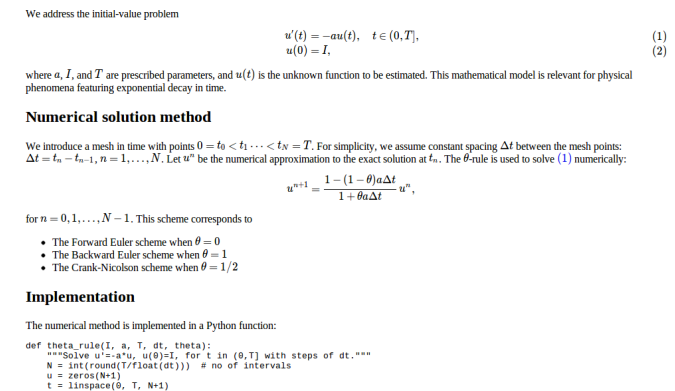 We address the initial-value problem
u′(t) = −au(t), t ∈ (0,T], (1)
u(0) = I, (2)
where a, I, and T are prescribed parameters, and u(t) is the unknown function to be estimated. This mathematical model is relevant for physical
phenomena featuring exponential decay in time.
Numerical solution method
We introduce a mesh in time with points 0 = t₀ < t₁ ⋯ < t_N = T. For simplicity, we assume constant spacing Δt between the mesh points:
Δt = tₙ − tₙ₋₁, n = 1,…,N. Let uⁿ be the numerical approximation to the exact solution at tₙ. The θ-rule is used to solve (1) numerically:
uⁿ⁺¹ = (1 − (1 − θ)aΔt)/(1 + θaΔt) uⁿ,
for n = 0,1,…,N − 1. This scheme corresponds to
• The Forward Euler scheme when θ = 0
• The Backward Euler scheme when θ = 1
• The Crank-Nicolson scheme when θ = 1/2
Implementation
The numerical method is implemented in a Python function:
def theta_rule(I, a, T, dt, theta):
    """Solve u'=-a*u, u(0)=I, for t in (0,T] with steps of dt."""
    N = int(round(T/float(dt)))  # no of intervals
    u = zeros(N+1)
    t = linspace(0, T, N+1)